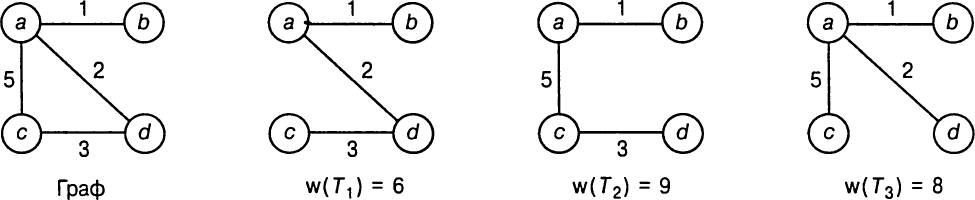 a 1 b
5 2
c 3 d
Граф
a 1 b
2
c 3 d
w(T1) = 6
a 1 b
5
c 3 d
w(T2) = 9
a 1 b
5 2
c d
w(T3) = 8